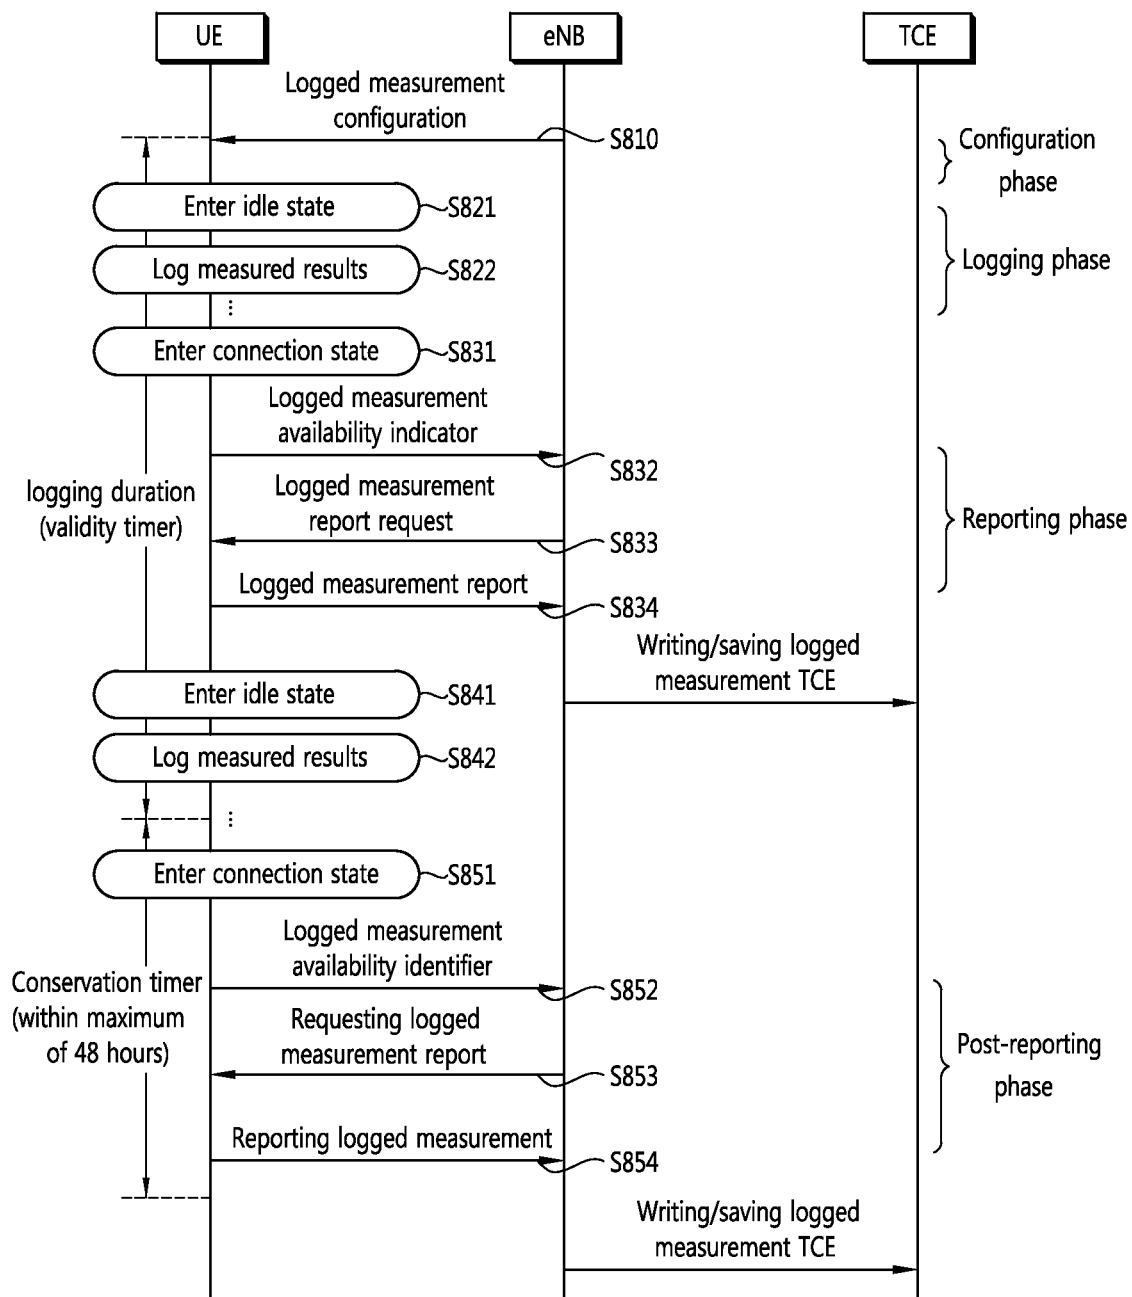 UE
eNB
TCE
Logged measurement
configuration
S810
Configuration
phase
Enter idle state
S821
Log measured results
S822
Logging phase
Enter connection state
S831
Logged measurement
availability indicator
S832
logging duration
(validity timer)
Logged measurement
report request
S833
Reporting phase
Logged measurement report
S834
Writing/saving logged
measurement TCE
Enter idle state
S841
Log measured results
S842
Enter connection state
S851
Logged measurement
availability identifier
S852
Conservation timer
(within maximum
of 48 hours)
Requesting logged
measurement report
S853
Post-reporting
phase
Reporting logged measurement
S854
Writing/saving logged
measurement TCE